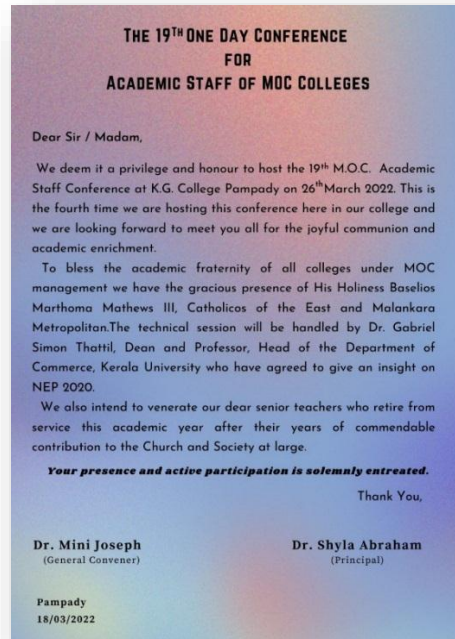 THE 19TH ONE DAY CONFERENCE
FOR
ACADEMIC STAFF OF MOC COLLEGES
Dear Sir / Madam,
We deem it a privilege and honour to host the 19th M.O.C. Academic
Staff Conference at K.G. College Pampady on 26th March 2022. This is
the fourth time we are hosting this conference here in our college and
we are looking forward to meet you all for the joyful communion and
academic enrichment.
To bless the academic fraternity of all colleges under MOC
management we have the gracious presence of His Holiness Baselios
Marthoma Mathews III, Catholicos of the East and Malankara
Metropolitan.The technical session will be handled by Dr. Gabriel
Simon Thattil, Dean and Professor, Head of the Department of
Commerce, Kerala University who have agreed to give an insight on
NEP 2020.
We also intend to venerate our dear senior teachers who retire from
service this academic year after their years of commendable
contribution to the Church and Society at large.
Your presence and active participation is solemnly entreated.
Thank You,
Dr. Mini Joseph Dr. Shyla Abraham
(General Convener) (Principal)
Pampady
18/03/2022